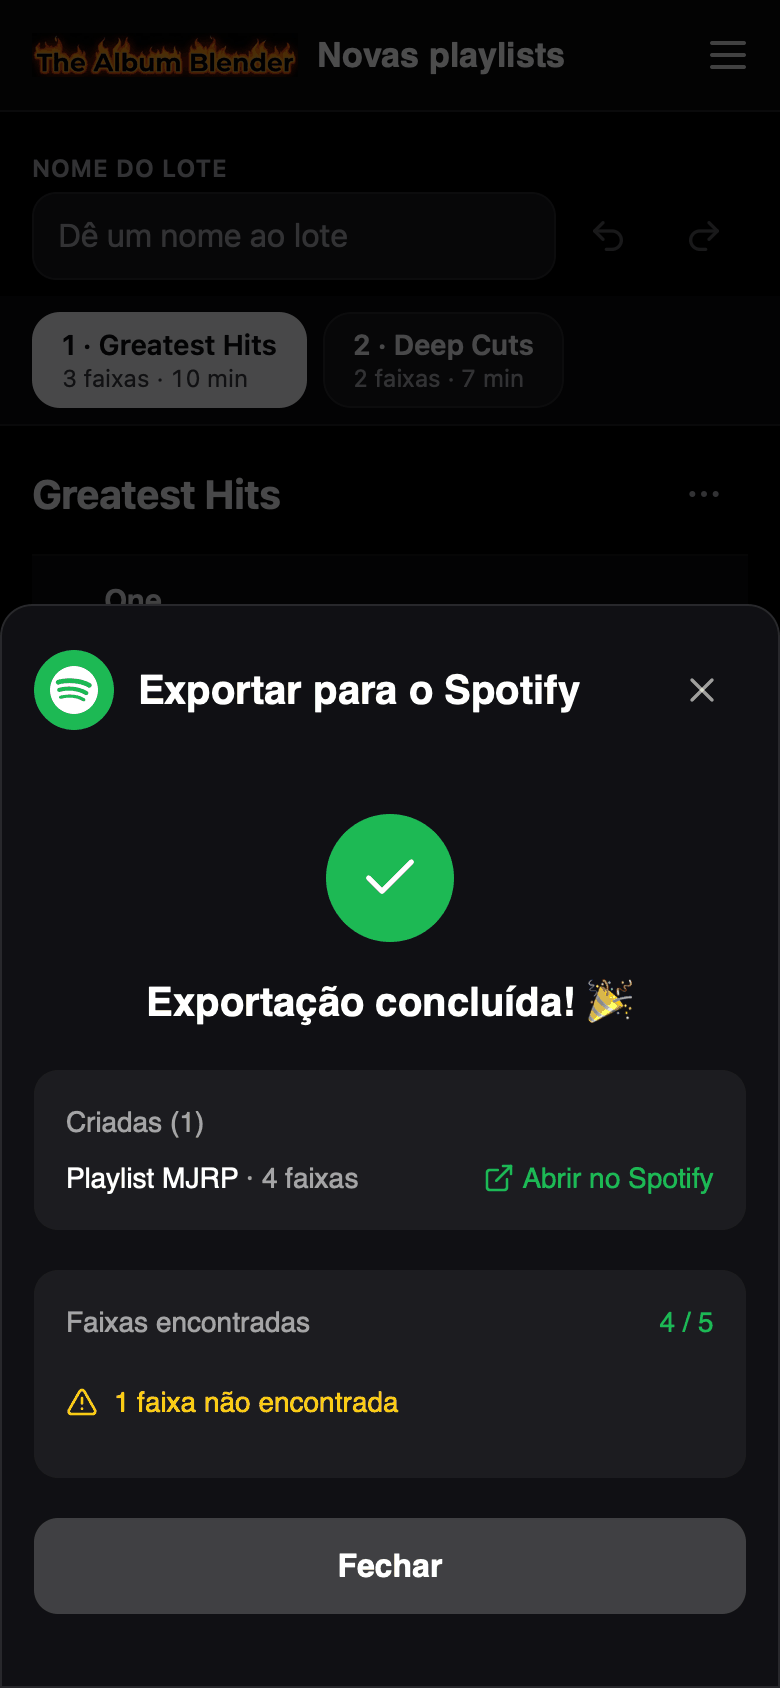 The Album Blender Novas playlists
NOME DO LOTE
Dê um nome ao lote
1 · Greatest Hits
3 faixas · 10 min
2 · Deep Cuts
2 faixas · 7 min
Greatest Hits
One
Exportar para o Spotify
Exportação concluída! 🎉
Criadas (1)
Playlist MJRP · 4 faixas
Abrir no Spotify
Faixas encontradas
4 / 5
1 faixa não encontrada
Fechar